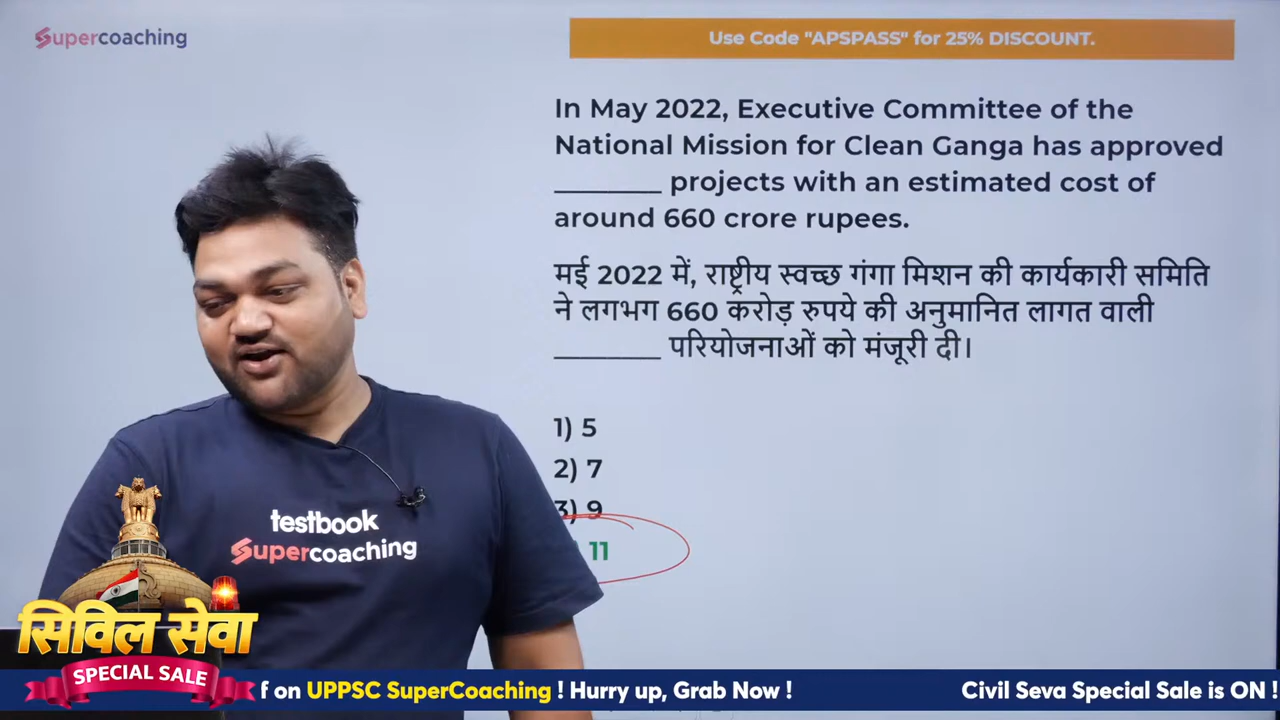 Supercoaching
Use Code "APSPASS" for 25% DISCOUNT.
In May 2022, Executive Committee of the
National Mission for Clean Ganga has approved
________ projects with an estimated cost of
around 660 crore rupees.
मई 2022 में, राष्ट्रीय स्वच्छ गंगा मिशन की कार्यकारी समिति
ने लगभग 660 करोड़ रुपये की अनुमानित लागत वाली
________ परियोजनाओं को मंजूरी दी।
1) 5
2) 7
3) 9
11
testbook
Supercoaching
सिविल सेवा
SPECIAL SALE
f on UPPSC SuperCoaching ! Hurry up, Grab Now ! Civil Seva Special Sale is ON !